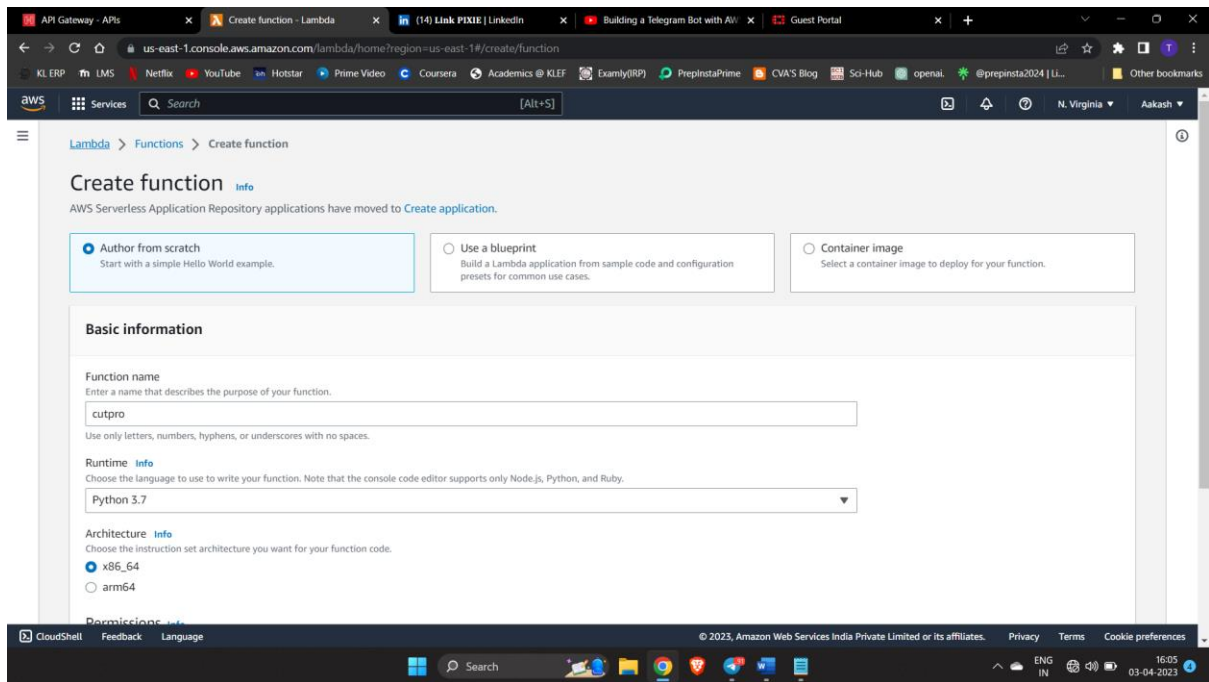 API Gateway - APIs
Create function - Lambda
(14) Link PIXIE | LinkedIn
Building a Telegram Bot with AW
Guest Portal
us-east-1.console.aws.amazon.com/lambda/home?region=us-east-1#/create/function
KL ERP LMS Netflix YouTube Hotstar Prime Video Coursera Academics @ KLEF Examly(IRP) PrepInstaPrime CVA'S Blog Sci-Hub openai. @prepinsta2024 | Li... Other bookmarks
aws Services Search [Alt+S] N. Virginia Aakash
Lambda > Functions > Create function
Create function Info
AWS Serverless Application Repository applications have moved to Create application.
Author from scratch
Start with a simple Hello World example.
Use a blueprint
Build a Lambda application from sample code and configuration
presets for common use cases.
Container image
Select a container image to deploy for your function.
Basic information
Function name
Enter a name that describes the purpose of your function.
cutpro
Use only letters, numbers, hyphens, or underscores with no spaces.
Runtime Info
Choose the language to use to write your function. Note that the console code editor supports only Node.js, Python, and Ruby.
Python 3.7
Architecture Info
Choose the instruction set architecture you want for your function code.
x86_64
arm64
Permissions Info
CloudShell Feedback Language © 2023, Amazon Web Services India Private Limited or its affiliates. Privacy Terms Cookie preferences
Search
ENG
IN
16:05
03-04-2023